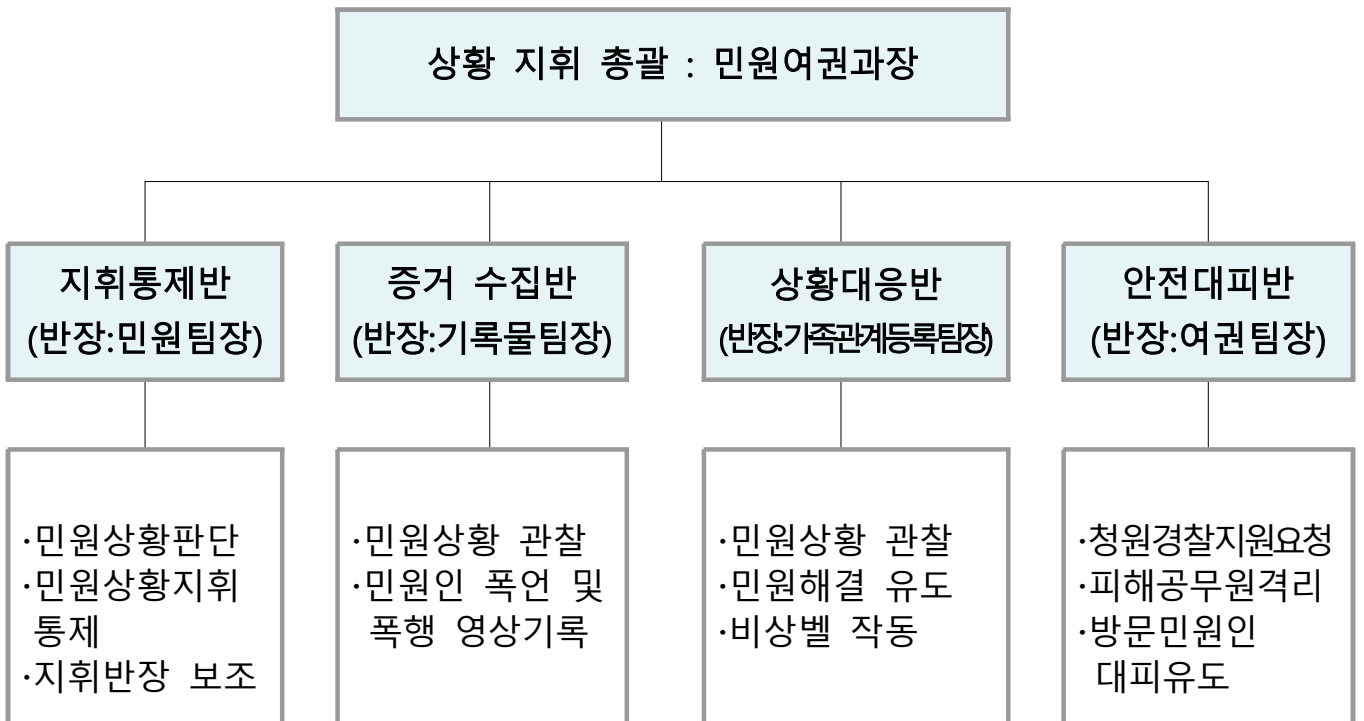 상황 지휘 총괄 : 민원여권과장
지휘통제반
(반장:민원팀장)
증거 수집반
(반장:기록물팀장)
상황대응반
(반장:가족관계등록팀장)
안전대피반
(반장:여권팀장)
·민원상황판단
·민원상황지휘
통제
·지휘반장 보조
·민원상황 관찰
·민원인 폭언 및
폭행 영상기록
·민원상황 관찰
·민원해결 유도
·비상벨 작동
·청원경찰지원요청
·피해공무원격리
·방문민원인
대피유도